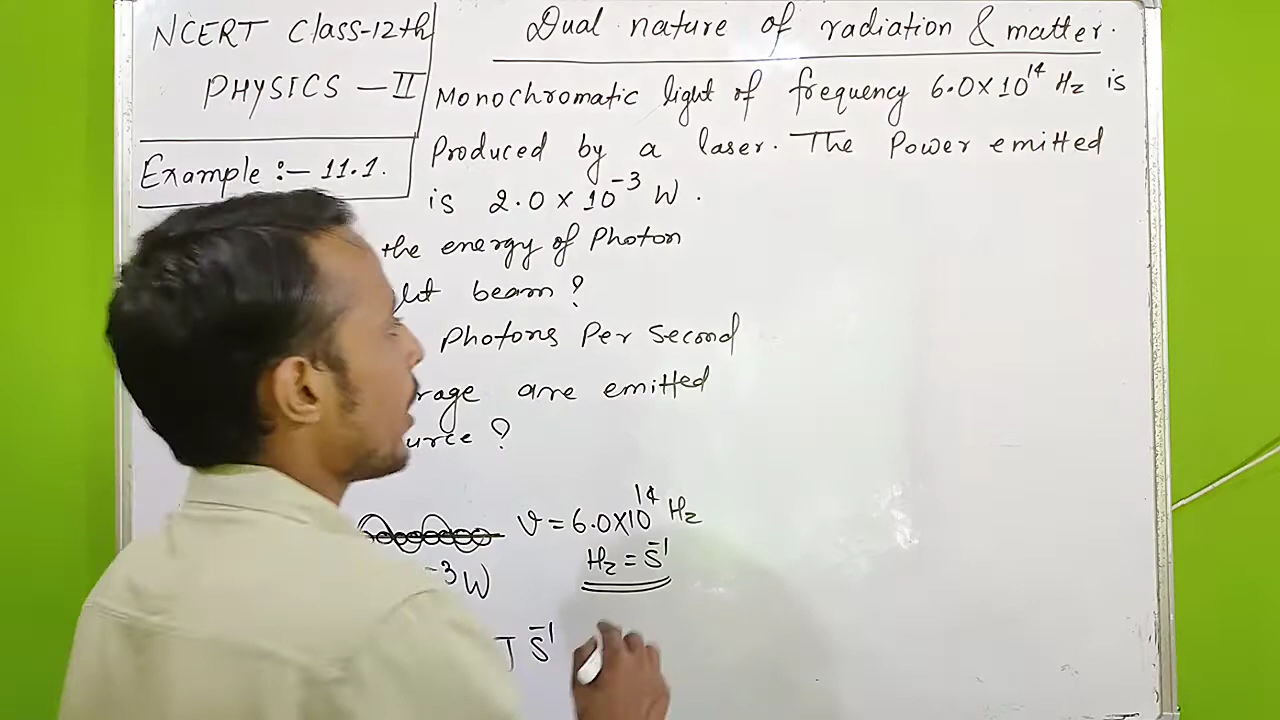 NCERT Class-12th
PHYSICS - II
Example :- 11.1.
Dual nature of radiation & matter.
Monochromatic light of frequency 6.0×10¹⁴ Hz is
Produced by a laser. The Power emitted
is 2.0 × 10⁻³ W.
the energy of Photon
beam ?
Photons Per Second
are emitted
?
ν = 6.0×10¹⁴ Hz
Hz = S⁻¹
⁻³ W
J S⁻¹